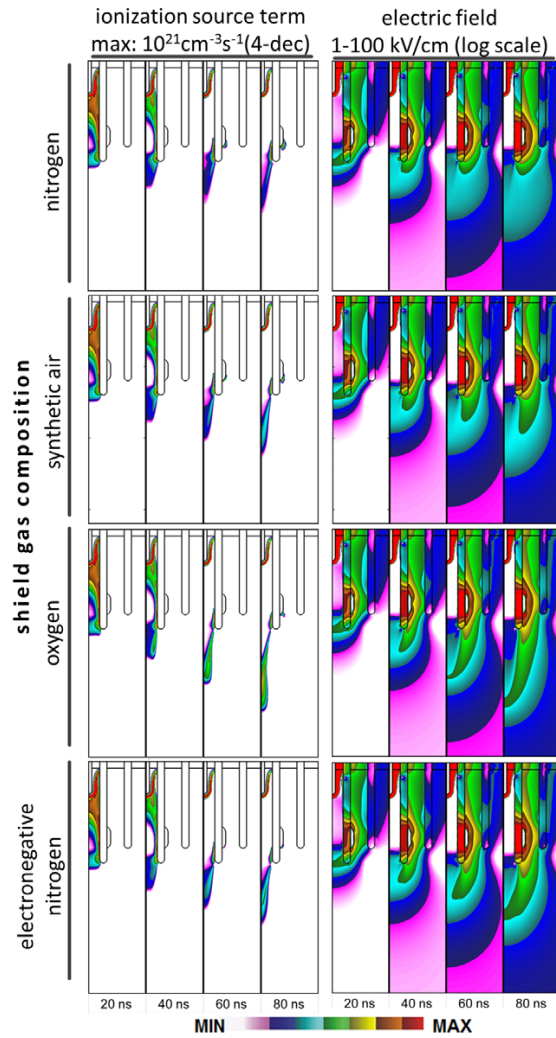 ionization source term
max: 10²¹cm⁻³s⁻¹(4-dec)
electric field
1-100 kV/cm (log scale)
shield gas composition
nitrogen
synthetic air
oxygen
electronegative
nitrogen
20 ns 40 ns 60 ns 80 ns 20 ns 40 ns 60 ns 80 ns
MIN MAX